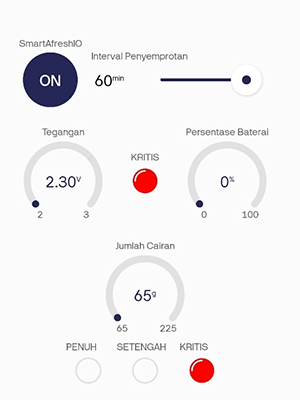 SmartAfreshIO
ON
Interval Penyemprotan
60min
Tegangan
Persentase Baterai
KRITIS
2.30V
0%
2 3
0 100
Jumlah Cairan
65g
65 225
PENUH SETENGAH KRITIS